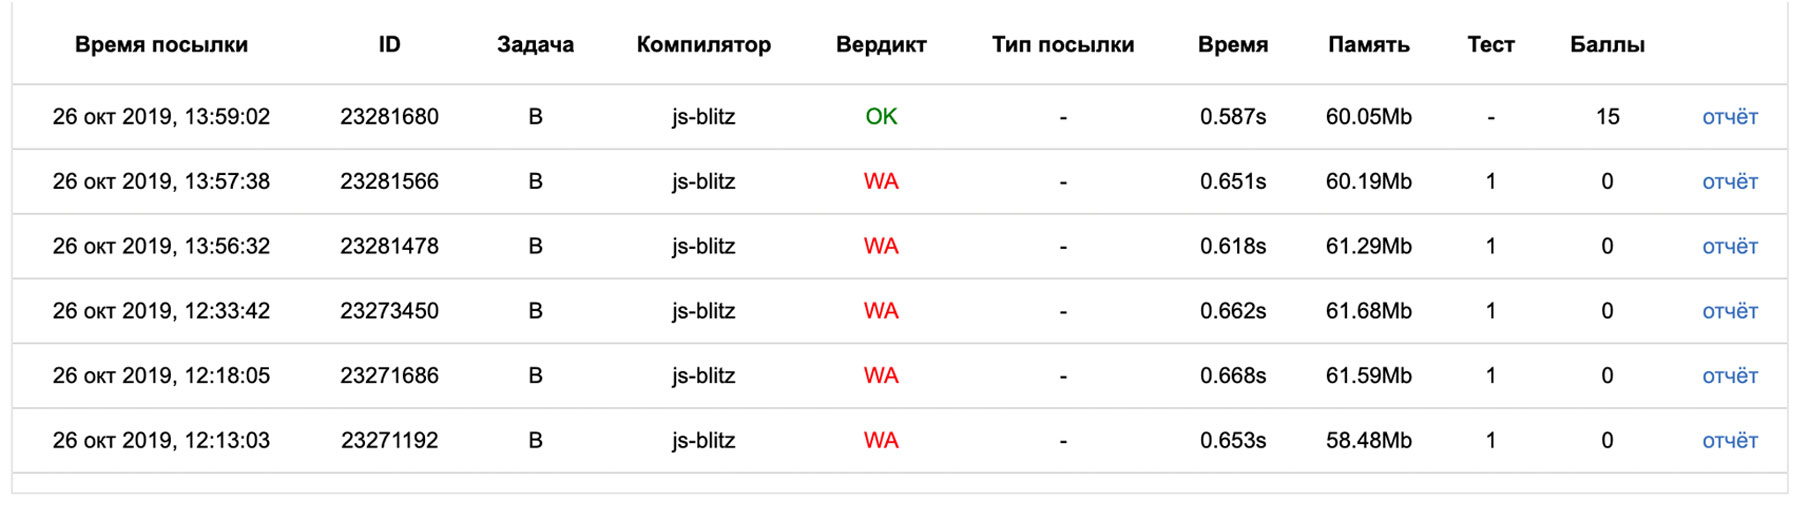 Время посылки ID Задача Компилятор Вердикт Тип посылки Время Память Тест Баллы
26 окт 2019, 13:59:02 23281680 B js-blitz OK - 0.587s 60.05Mb - 15 отчёт
26 окт 2019, 13:57:38 23281566 B js-blitz WA - 0.651s 60.19Mb 1 0 отчёт
26 окт 2019, 13:56:32 23281478 B js-blitz WA - 0.618s 61.29Mb 1 0 отчёт
26 окт 2019, 12:33:42 23273450 B js-blitz WA - 0.662s 61.68Mb 1 0 отчёт
26 окт 2019, 12:18:05 23271686 B js-blitz WA - 0.668s 61.59Mb 1 0 отчёт
26 окт 2019, 12:13:03 23271192 B js-blitz WA - 0.653s 58.48Mb 1 0 отчёт